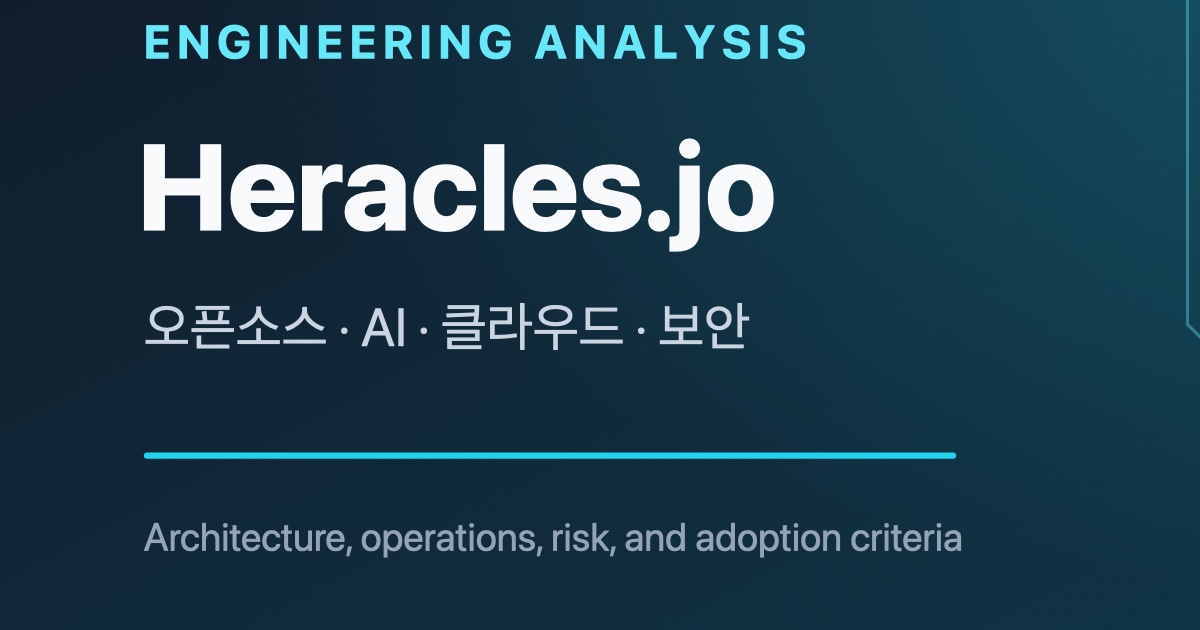 ENGINEERING ANALYSIS
Heracles.jo
오픈소스 · AI · 클라우드 · 보안
Architecture, operations, risk, and adoption criteria